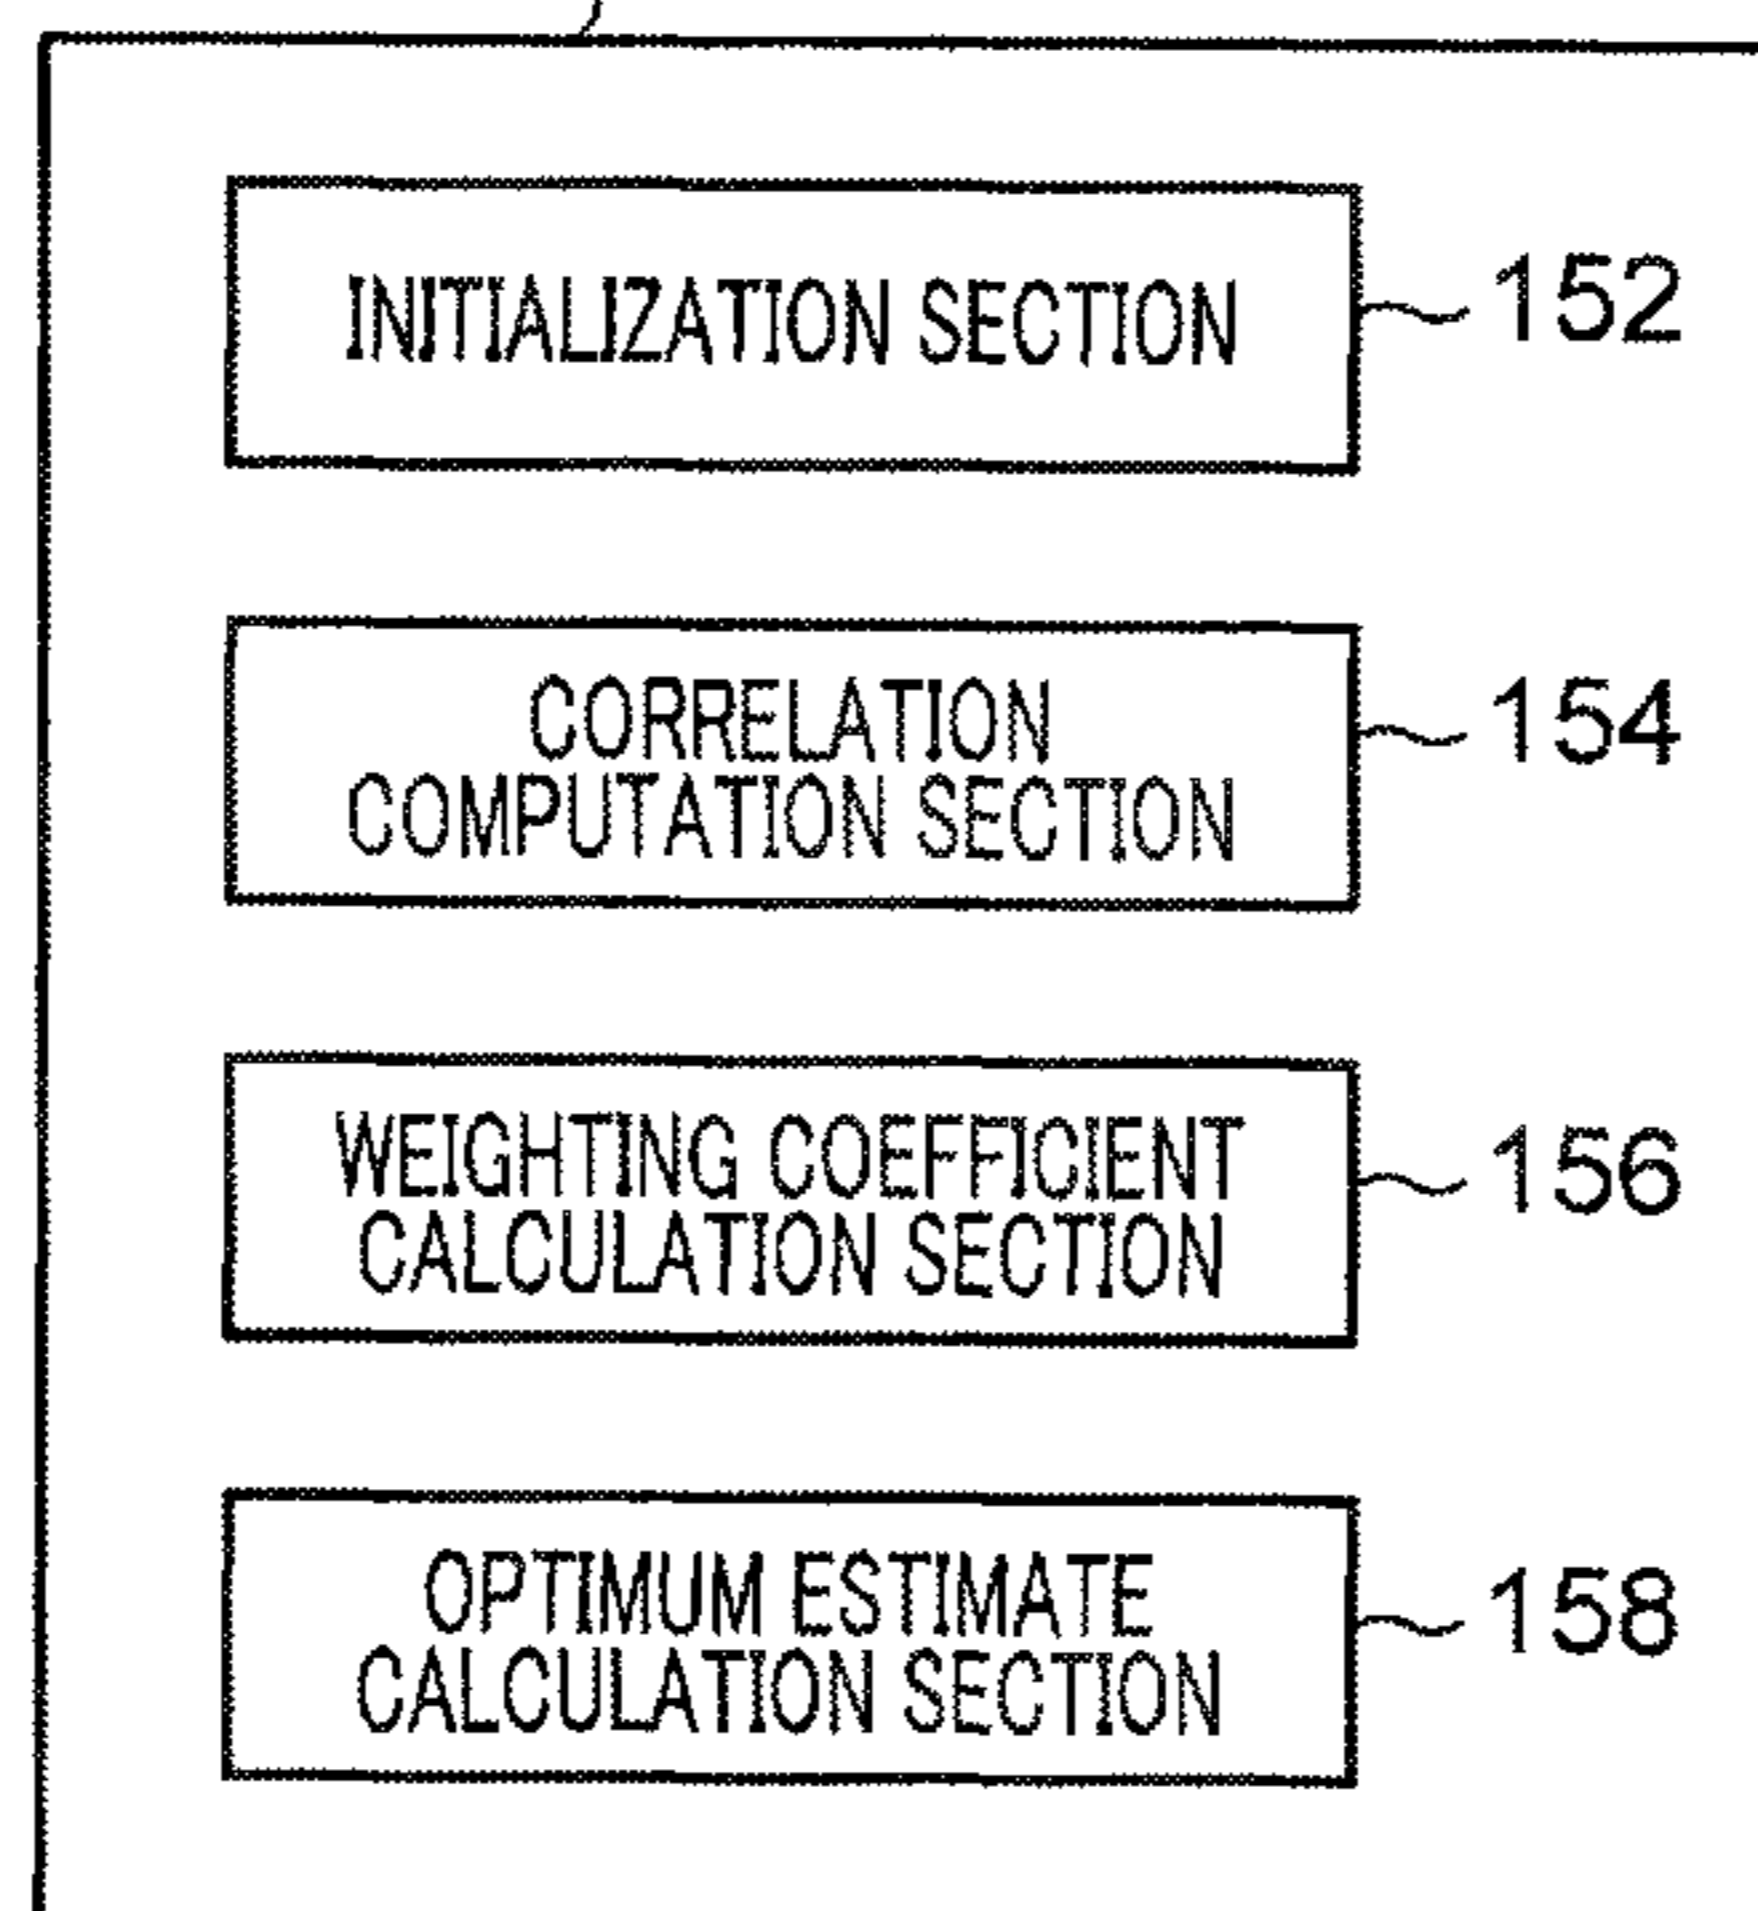 INITIALIZATION SECTION
152
CORRELATION
COMPUTATION SECTION
154
WEIGHTING COEFFICIENT
CALCULATION SECTION
156
OPTIMUM ESTIMATE
CALCULATION SECTION
158